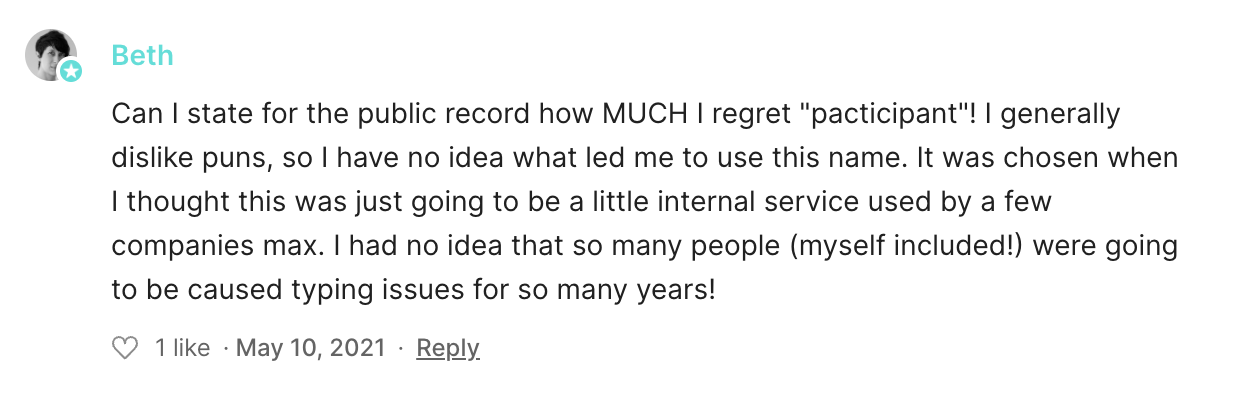 Beth
Can I state for the public record how MUCH I regret "pacticipant"! I generally
dislike puns, so I have no idea what led me to use this name. It was chosen when
I thought this was just going to be a little internal service used by a few
companies max. I had no idea that so many people (myself included!) were going
to be caused typing issues for so many years!
1 like · May 10, 2021 · Reply